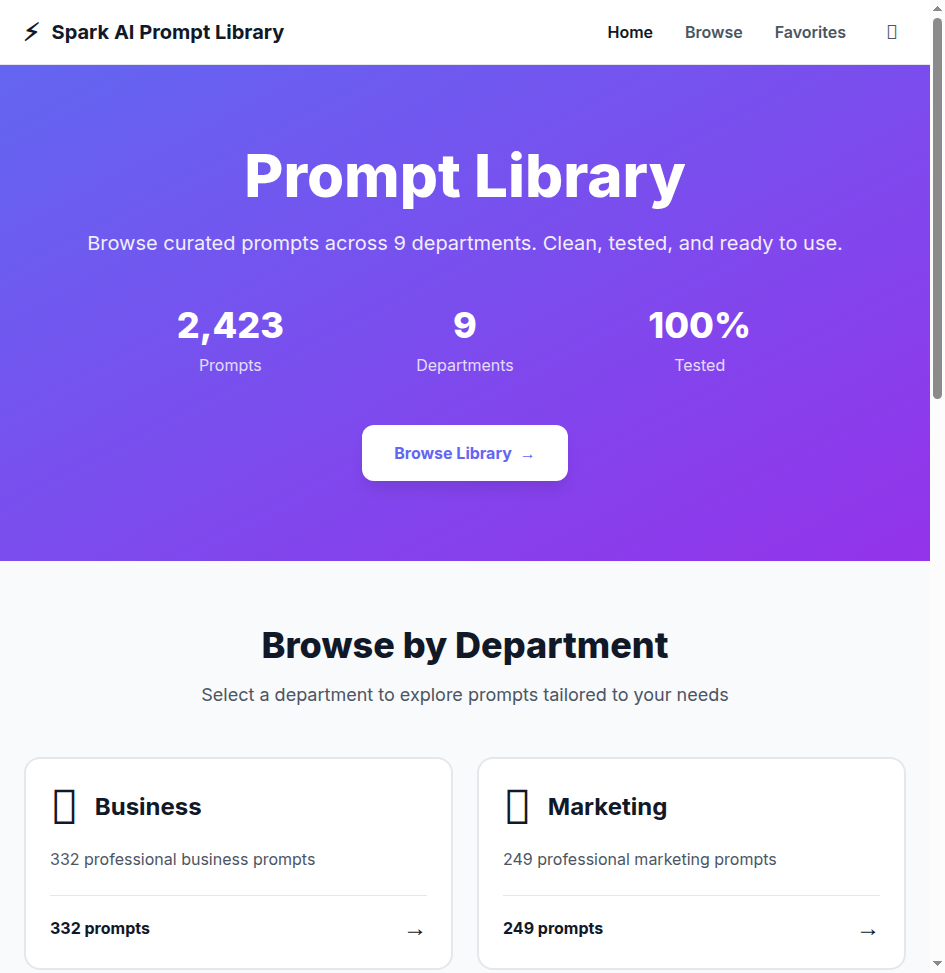 ⚡ Spark AI Prompt Library
Home Browse Favorites
Prompt Library
Browse curated prompts across 9 departments. Clean, tested, and ready to use.
2,423 9 100%
Prompts Departments Tested
Browse Library →
Browse by Department
Select a department to explore prompts tailored to your needs
Business
332 professional business prompts
332 prompts →
Marketing
249 professional marketing prompts
249 prompts →